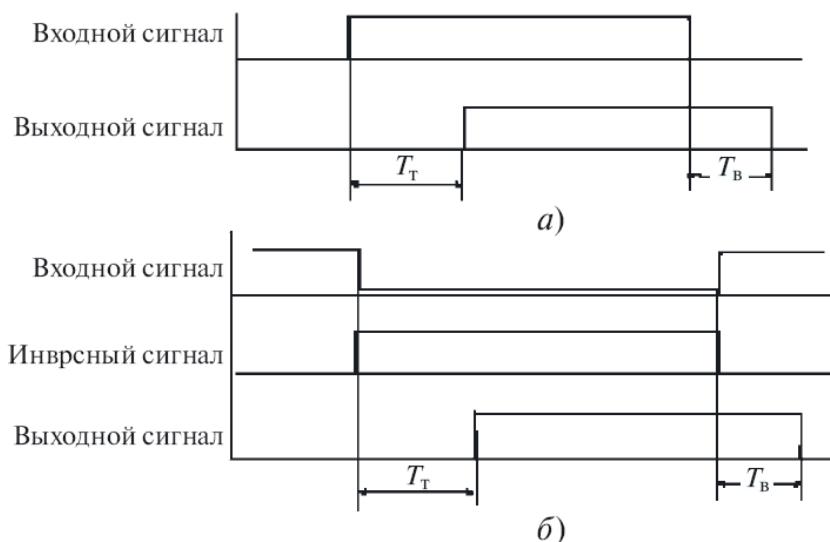 Входной сигнал
Выходной сигнал
Tт
Tв
а)
Входной сигнал
Инврсный сигнал
Выходной сигнал
Tт
Tв
б)